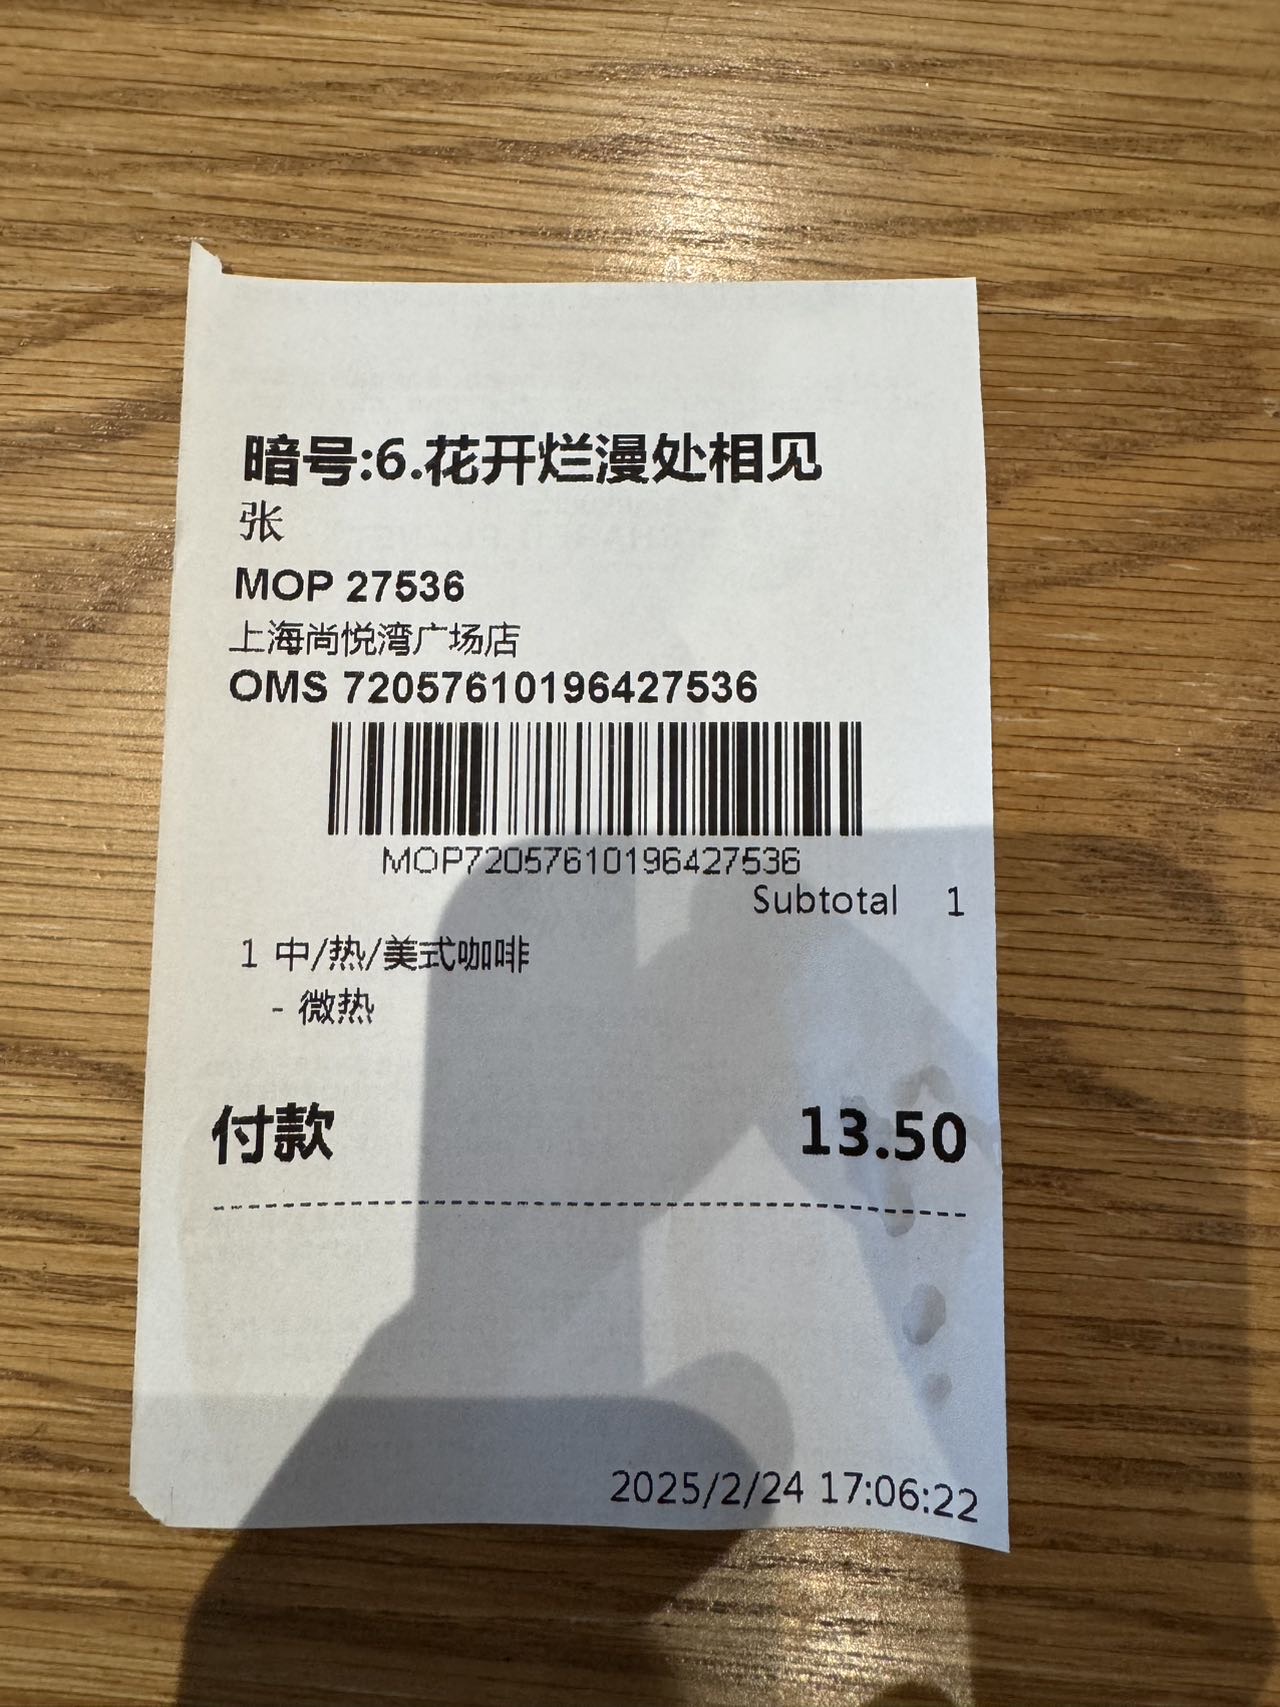 暗号:6.花开烂漫处相见
张
MOP 27536
上海尚悦湾广场店
OMS 72057610196427536
MOP72057610196427536
Subtotal 1
1 中/热/美式咖啡
- 微热
付款 13.50
2025/2/24 17:06:22